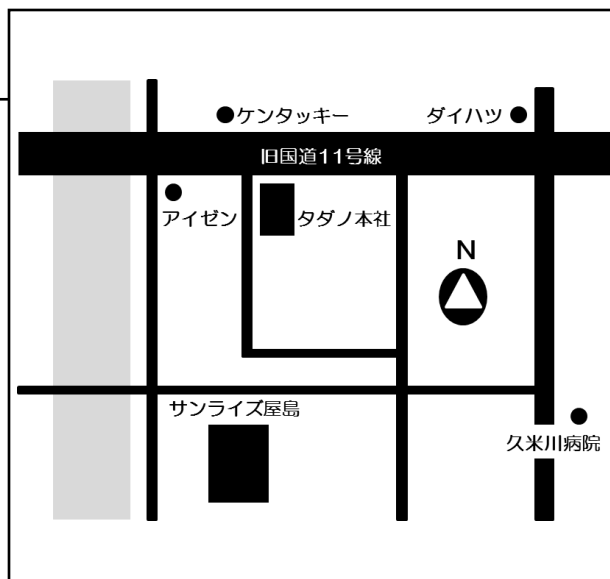 ケンタッキー
ダイハツ
旧国道11号線
アイゼン
タダノ本社
N
サンライズ屋島
久米川病院